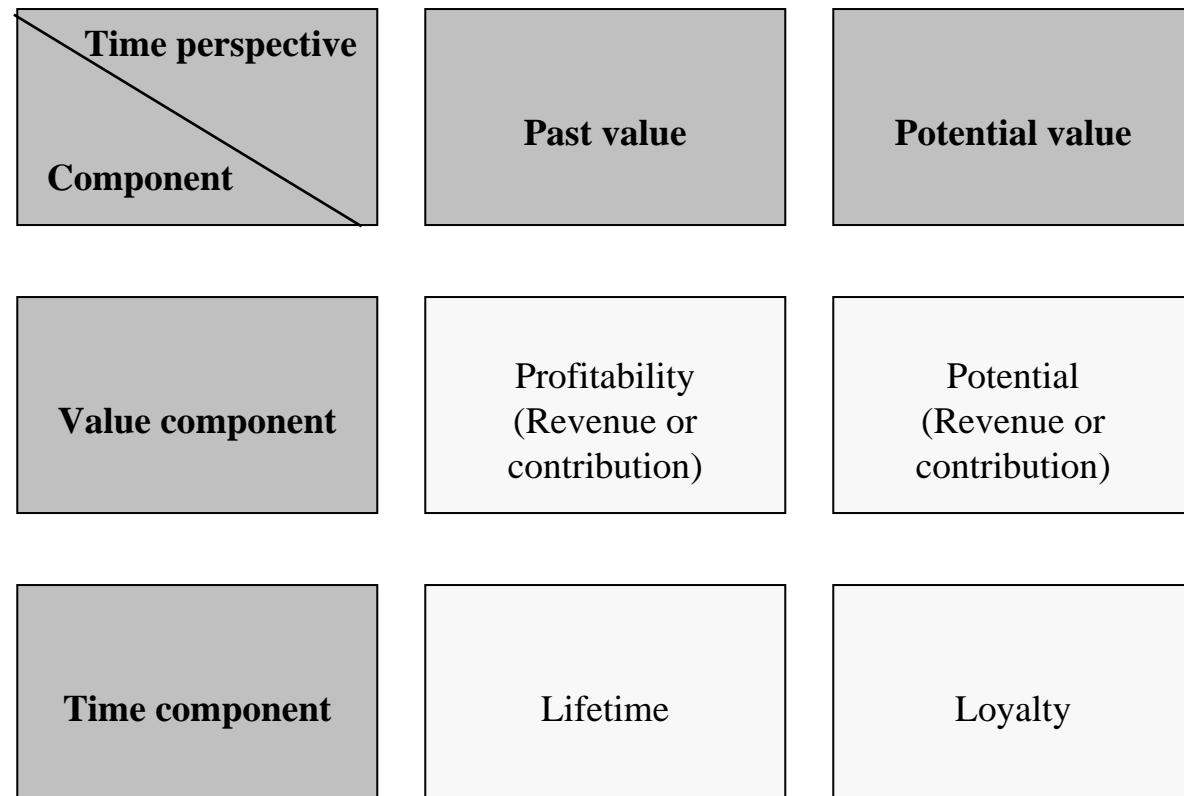 Time perspective
Component
Past value
Potential value
Value component
Profitability
(Revenue or
contribution)
Potential
(Revenue or
contribution)
Time component
Lifetime
Loyalty